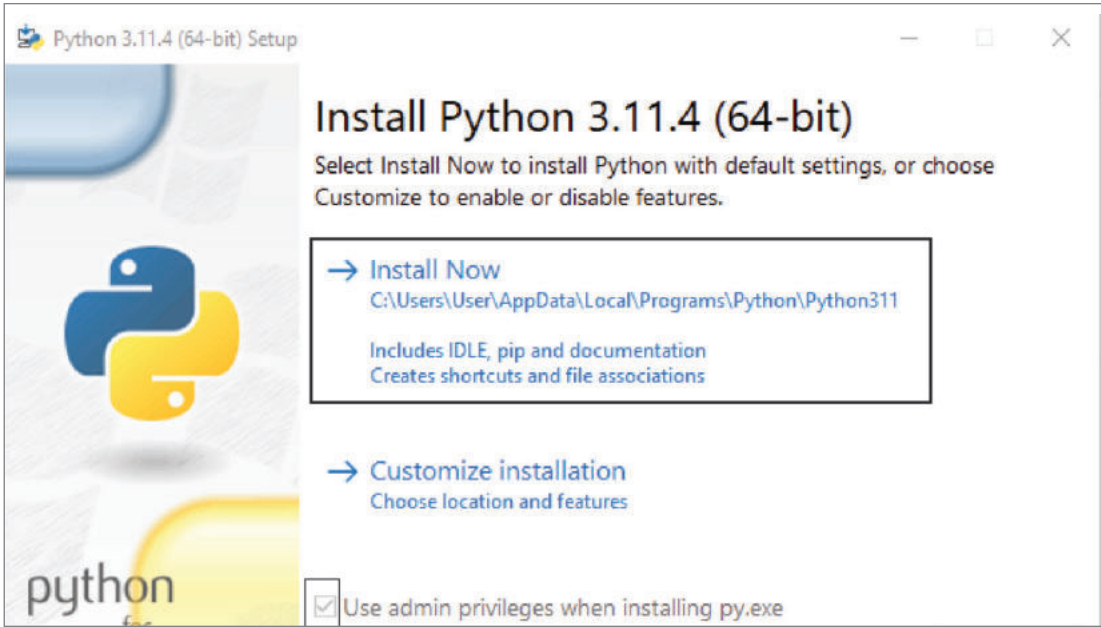 Python 3.11.4 (64-bit) Setup
Install Python 3.11.4 (64-bit)
Select Install Now to install Python with default settings, or choose
Customize to enable or disable features.
Install Now
C:\Users\User\AppData\Local\Programs\Python\Python311
Includes IDLE, pip and documentation
Creates shortcuts and file associations
Customize installation
Choose location and features
python
Use admin privileges when installing py.exe